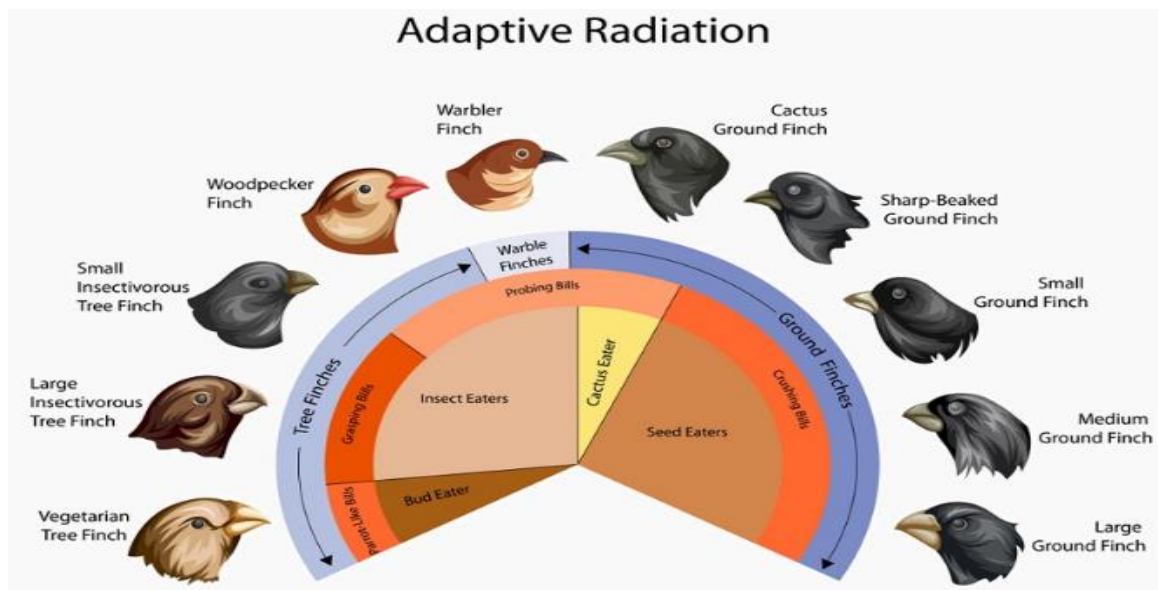 Adaptive Radiation
Warbler
Finch
Cactus
Ground Finch
Woodpecker
Finch
Sharp-Beaked
Ground Finch
Small
Insectivorous
Tree Finch
Small
Ground Finch
Large
Insectivorous
Tree Finch
Medium
Ground Finch
Vegetarian
Tree Finch
Large
Ground Finch
Warble
Finches
Tree Finches
Ground Finches
Probing Bills
Grasping Bills
Parrot-Like Bills
Crushing Bills
Insect Eaters
Cactus Eater
Seed Eaters
Bud Eater